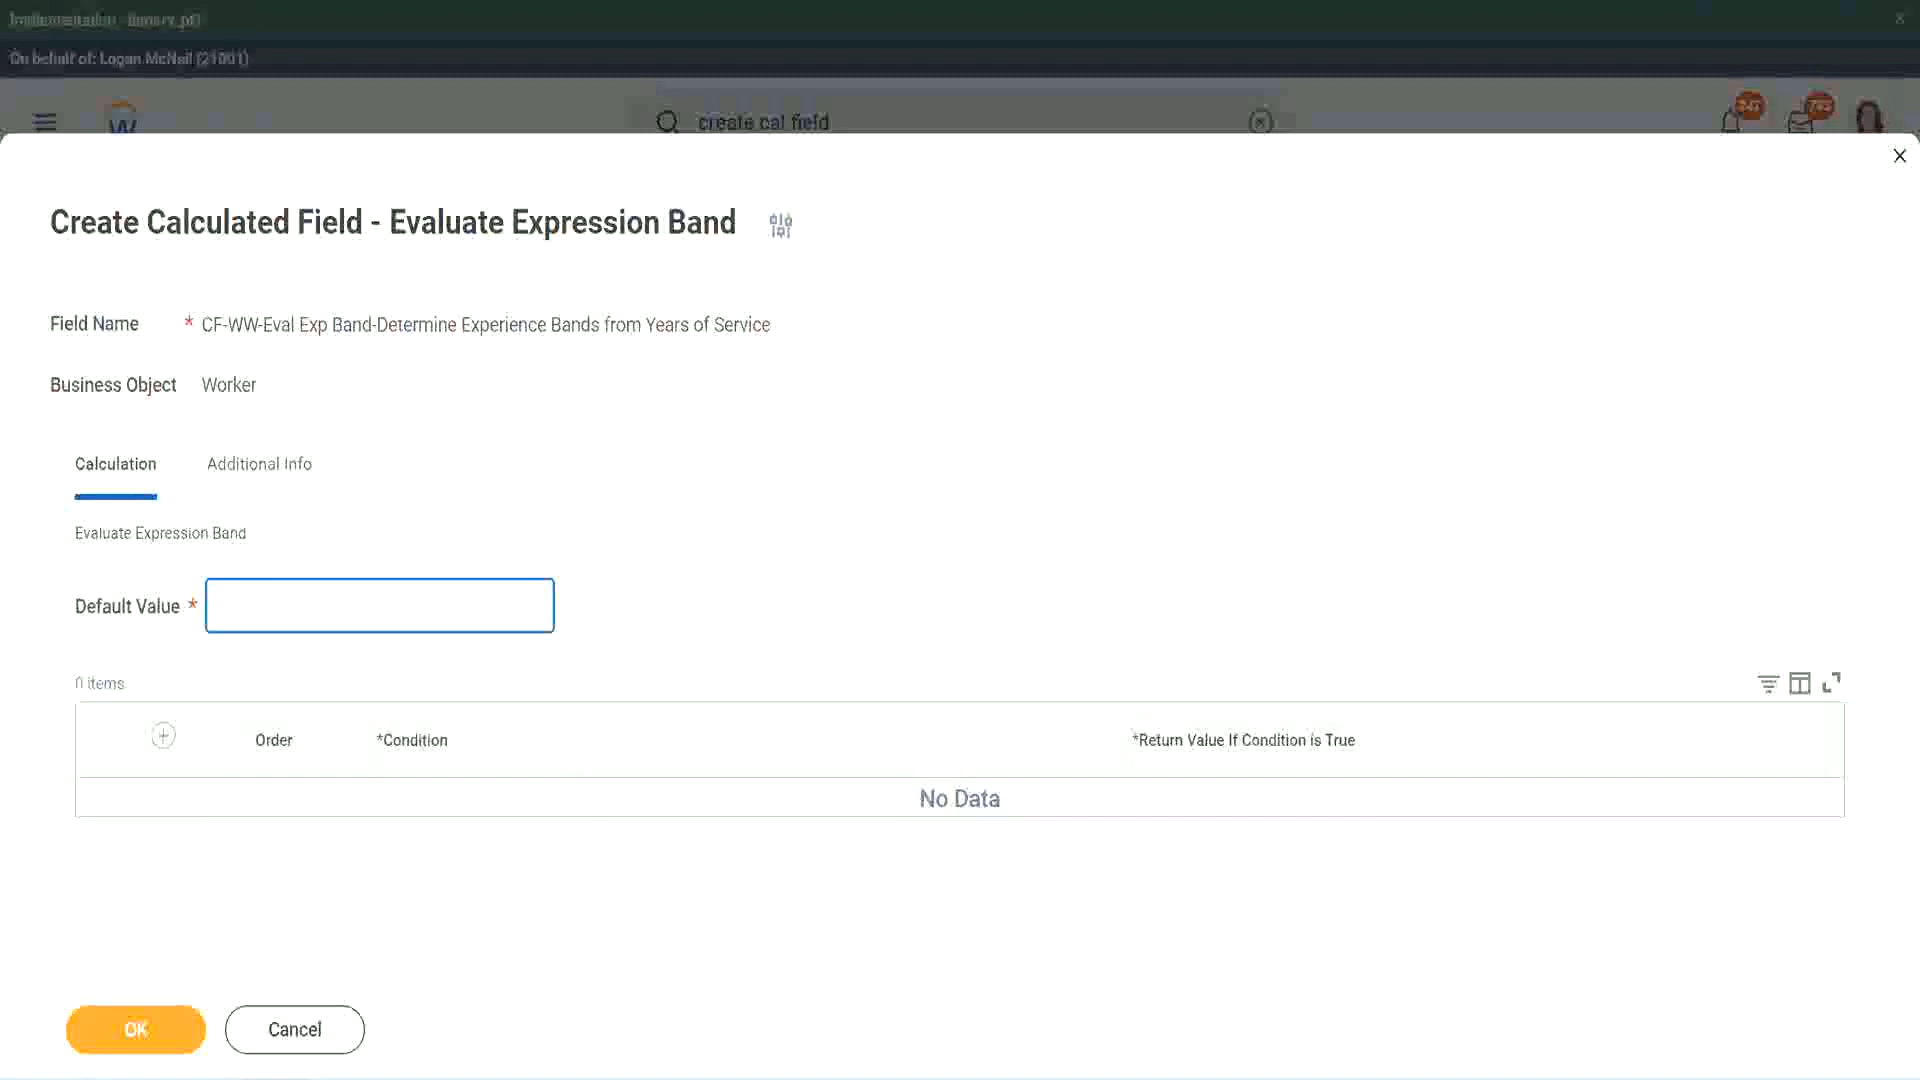 On behalf of: Logan McNeil (21001)
create cal field
Create Calculated Field - Evaluate Expression Band
Field Name * CF-WW-Eval Exp Band-Determine Experience Bands from Years of Service
Business Object Worker
Calculation Additional Info
Evaluate Expression Band
Default Value *
0 items
Order *Condition *Return Value If Condition is True
No Data
OK Cancel